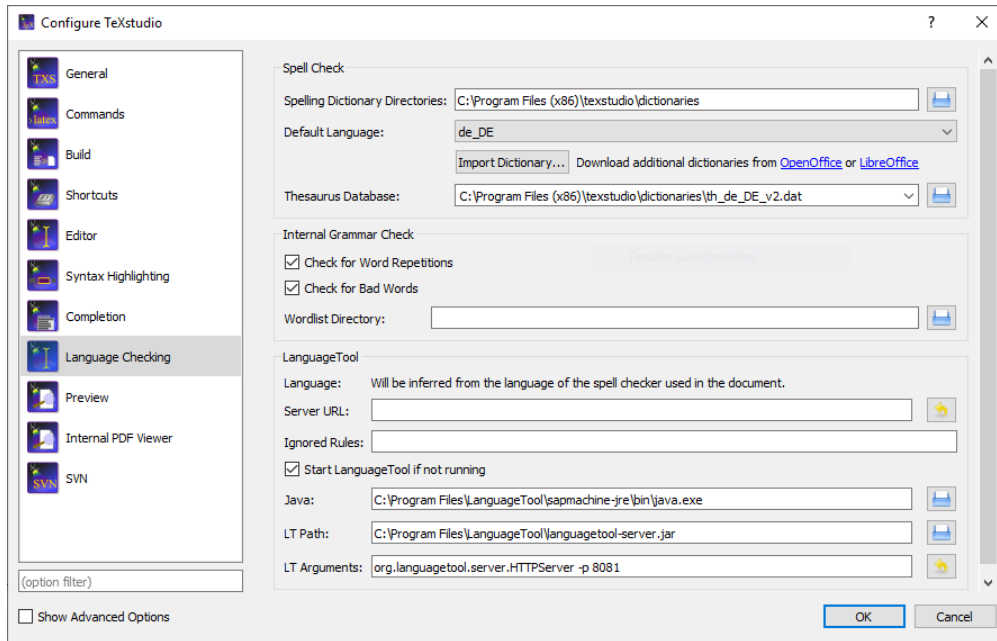 Configure TeXstudio
General
Commands
Build
Shortcuts
Editor
Syntax Highlighting
Completion
Language Checking
Preview
Internal PDF Viewer
SVN
(option filter)
Show Advanced Options
Spell Check
Spelling Dictionary Directories: C:\Program Files (x86)\texstudio\dictionaries
Default Language: de_DE
Import Dictionary... Download additional dictionaries from OpenOffice or LibreOffice
Thesaurus Database: C:\Program Files (x86)\texstudio\dictionaries\th_de_DE_v2.dat
Internal Grammar Check
Fenster ausschneiden
Check for Word Repetitions
Check for Bad Words
Wordlist Directory:
LanguageTool
Language: Will be inferred from the language of the spell checker used in the document.
Server URL:
Ignored Rules:
Start LanguageTool if not running
Java: C:\Program Files\LanguageTool\sapmachine-jre\bin\java.exe
LT Path: C:\Program Files\LanguageTool\languagetool-server.jar
LT Arguments: org.languagetool.server.HTTPServer -p 8081
OK Cancel